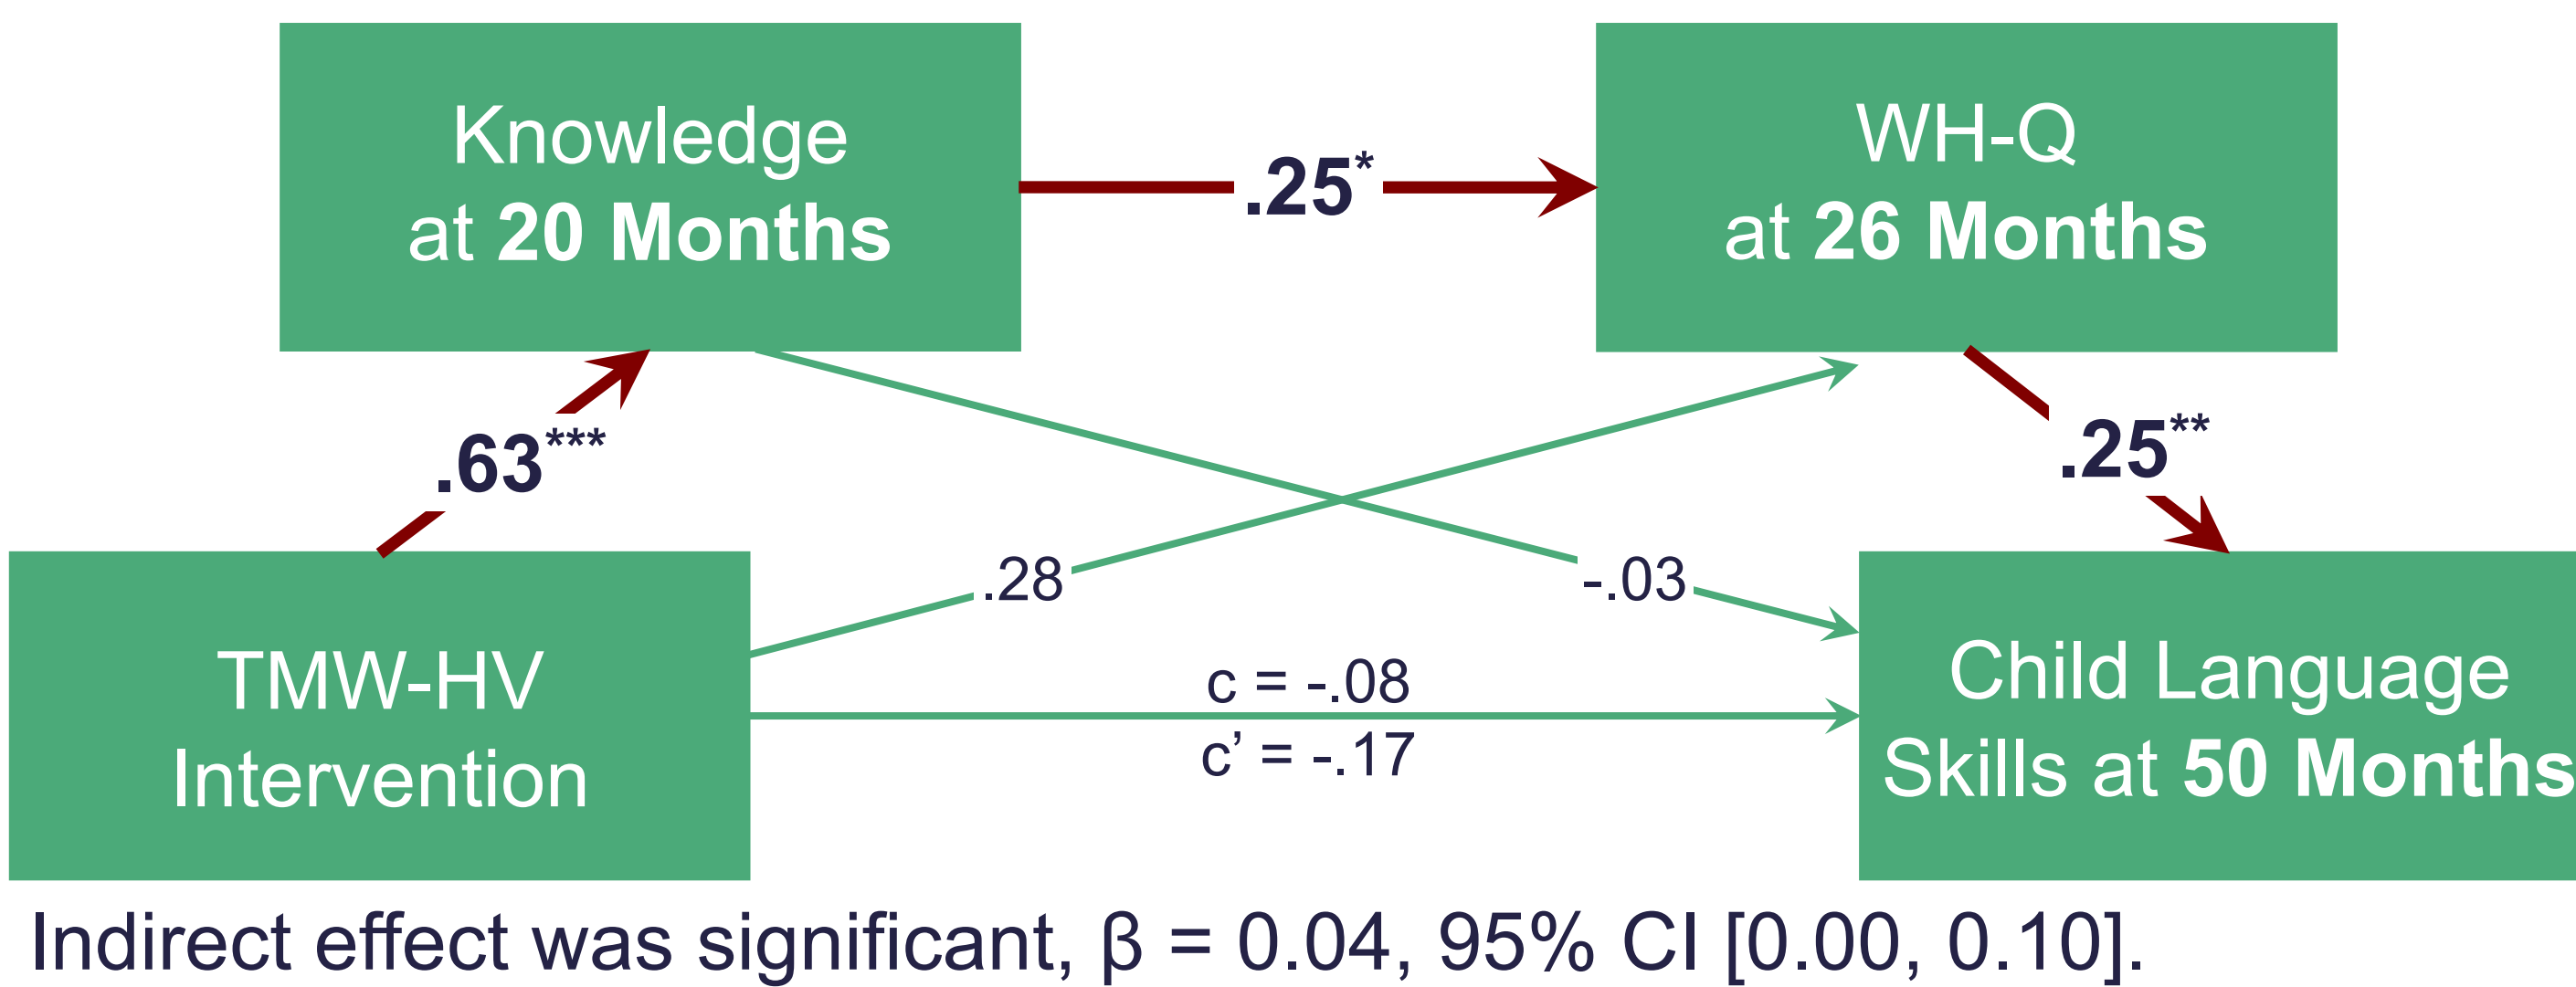 Knowledge
at 20 Months
.25*
WH-Q
at 26 Months
.63***
.25**
.28
-.03
TMW-HV
Intervention
c = -.08
c’ = -.17
Child Language
Skills at 50 Months
Indirect effect was significant, β = 0.04, 95% CI [0.00, 0.10].